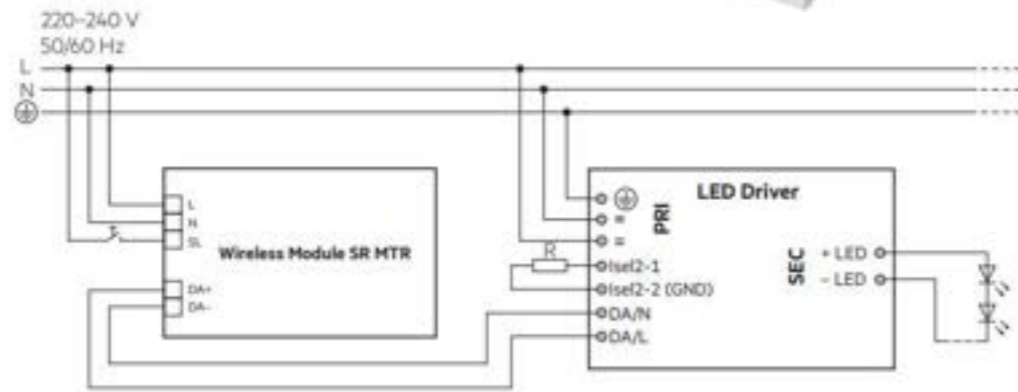 220-240 V
50/60 Hz
L
N
L
N
SL
Wireless Module SR MTR
DA+
DA-
LED Driver
PRI
=
=
R
Isel2-1
Isel2-2 (GND)
DA/N
DA/L
SEC
+ LED
- LED